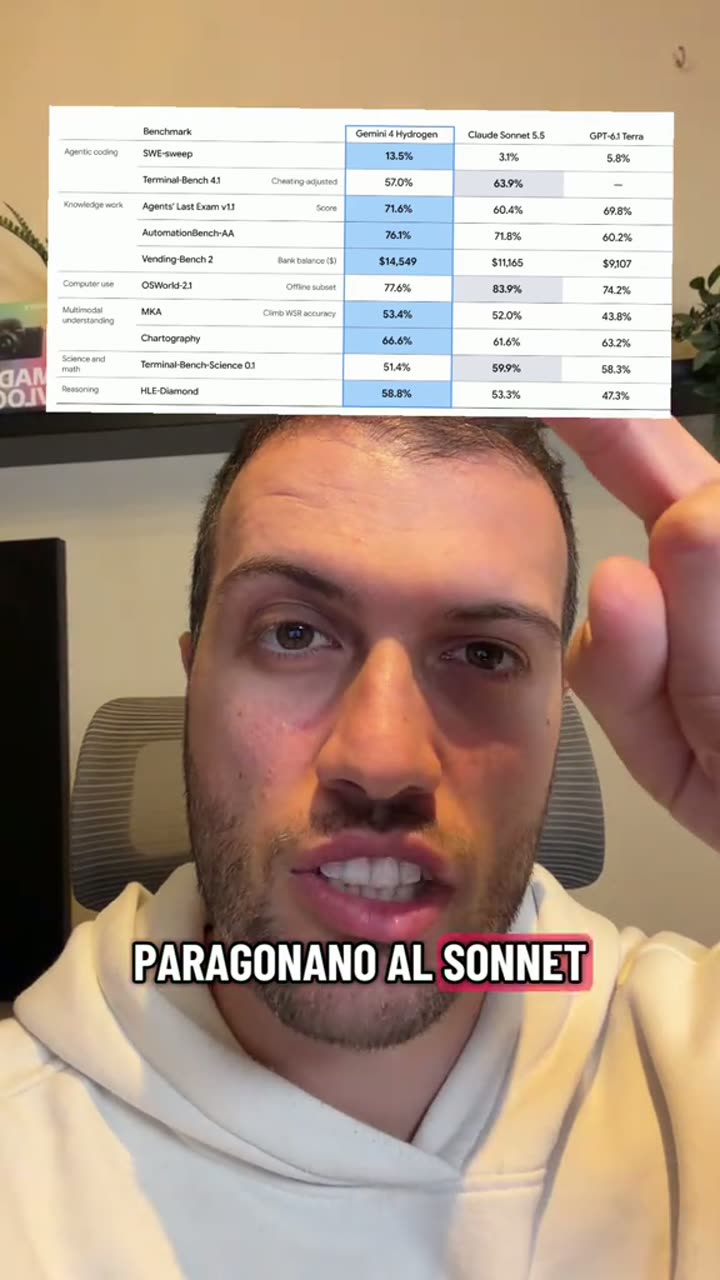 Benchmark Gemini 4 Hydrogen Claude Sonnet 5.5 GPT-6.1 Terra
Agentic coding SWE-sweep 13.5% 3.1% 5.8%
Terminal-Bench 4.1 Cheating-adjusted 57.0% 63.9% —
Knowledge work Agents' Last Exam v1.1 Score 71.6% 60.4% 69.8%
AutomationBench-AA 76.1% 71.8% 60.2%
Vending-Bench 2 Bank balance ($) $14,549 $11,165 $9,107
Computer use OSWorld-2.1 Offline subset 77.6% 83.9% 74.2%
Multimodal understanding MKA Climb WSR accuracy 53.4% 52.0% 43.8%
Chartography 66.6% 61.6% 63.2%
Science and math Terminal-Bench-Science 0.1 51.4% 59.9% 58.3%
Reasoning HLE-Diamond 58.8% 53.3% 47.3%
PARAGONANO AL SONNET